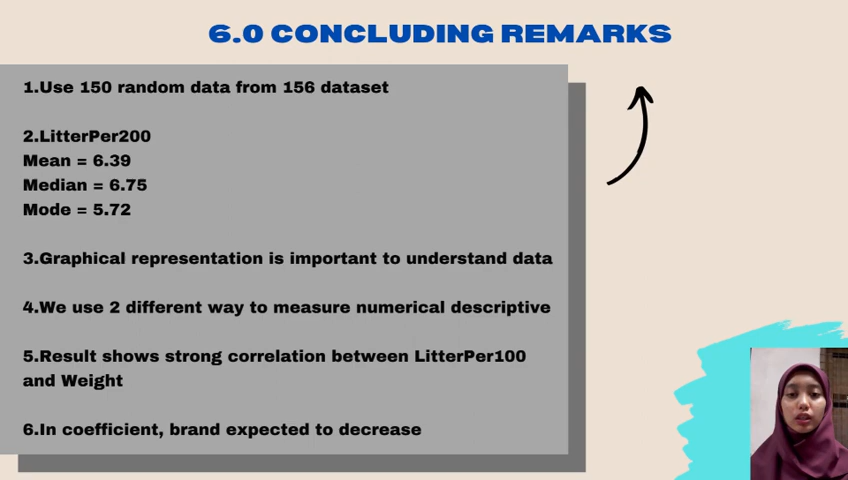 6.0 CONCLUDING REMARKS
1.Use 150 random data from 156 dataset
2.LitterPer200
Mean = 6.39
Median = 6.75
Mode = 5.72
3.Graphical representation is important to understand data
4.We use 2 different way to measure numerical descriptive
5.Result shows strong correlation between LitterPer100
and Weight
6.In coefficient, brand expected to decrease